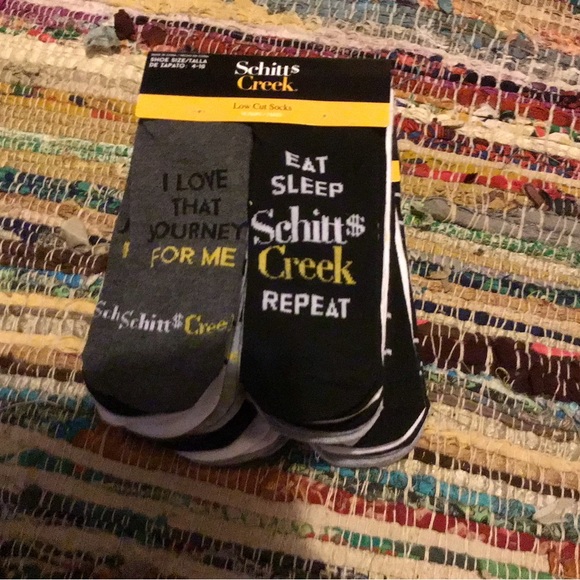 SHOE SIZE/TALLA
DE ZAPATO: 4-10
Schitt$
Creek
Low Cut Socks
I LOVE
THAT
JOURNEY
FOR ME
Schitt$Creek
EAT
SLEEP
Schitt$
Creek
REPEAT